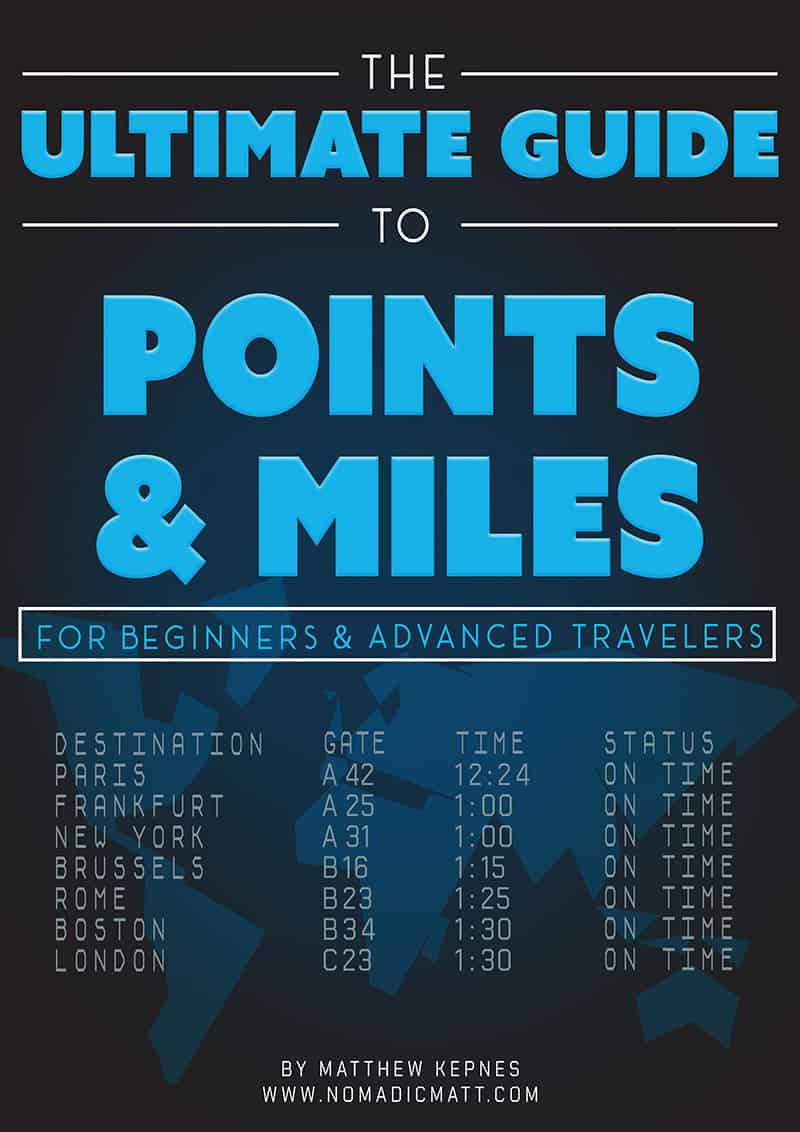 THE
ULTIMATE GUIDE
TO
POINTS
& MILES
FOR BEGINNERS & ADVANCED TRAVELERS
DESTINATION GATE TIME STATUS
PARIS A 42 12:24 ON TIME
FRANKFURT A 25 1:00 ON TIME
NEW YORK A 31 1:00 ON TIME
BRUSSELS B16 1:15 ON TIME
ROME B23 1:25 ON TIME
BOSTON B34 1:30 ON TIME
LONDON C23 1:30 ON TIME
BY MATTHEW KEPNES
WWW.NOMADICMATT.COM